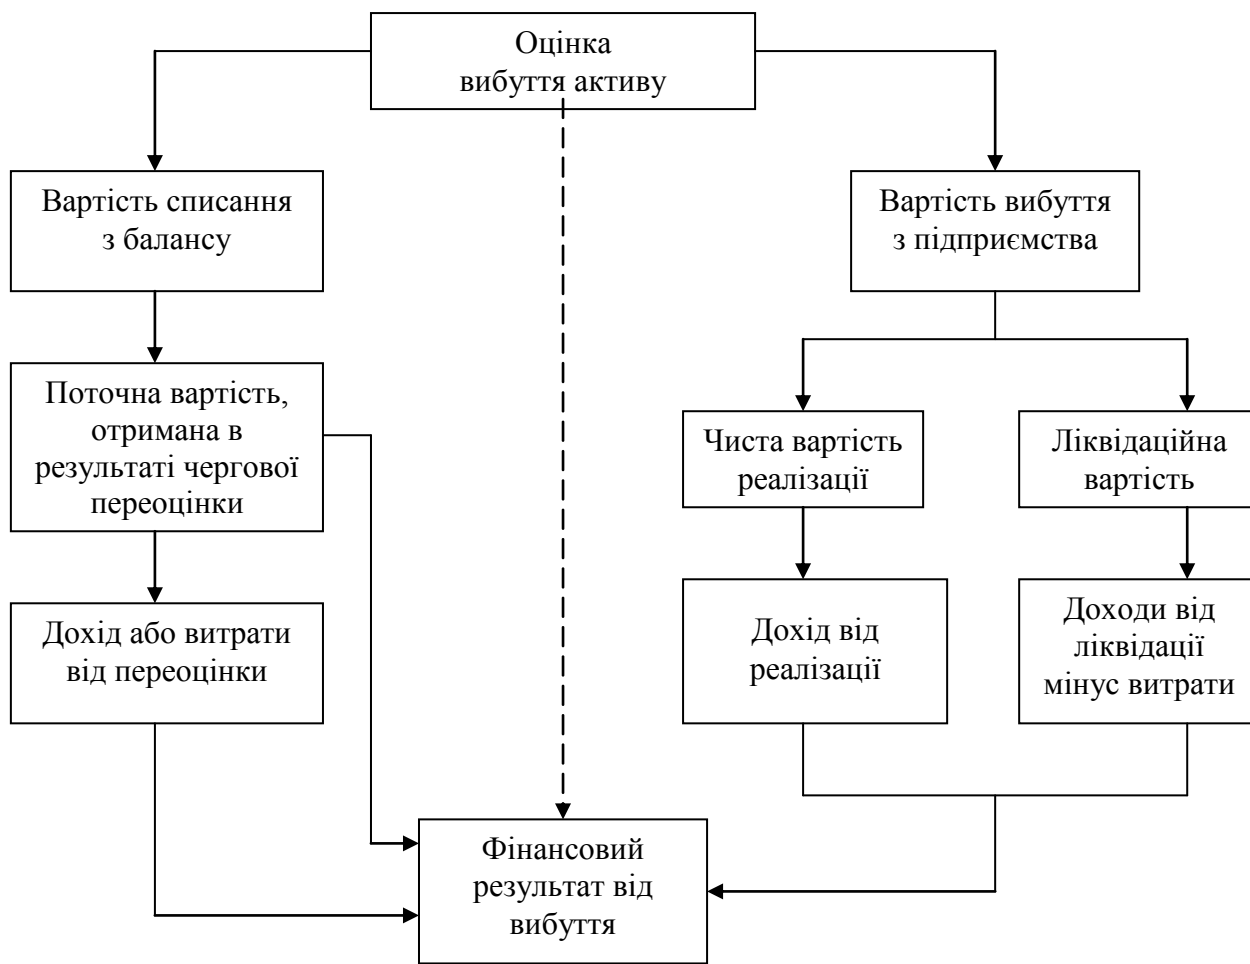 Оцінка
вибуття активу
Вартість списання
з балансу
Вартість вибуття
з підприємства
Поточна вартість,
отримана в
результаті чергової
переоцінки
Чиста вартість
реалізації
Ліквідаційна
вартість
Дохід або витрати
від переоцінки
Дохід від
реалізації
Доходи від
ліквідації
мінус витрати
Фінансовий
результат від
вибуття